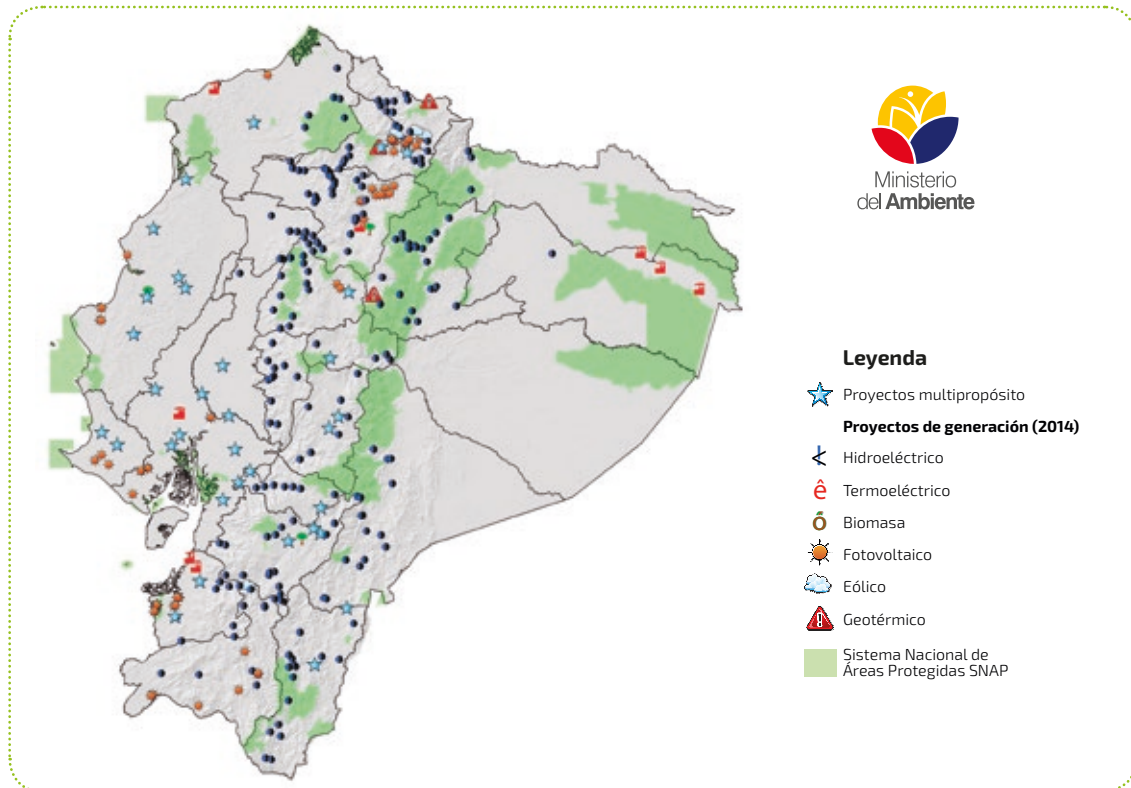 Ministerio
del Ambiente
Leyenda
Proyectos multipropósito
Proyectos de generación (2014)
Hidroeléctrico
Termoeléctrico
Biomasa
Fotovoltaico
Eólico
Geotérmico
Sistema Nacional de
Áreas Protegidas SNAP